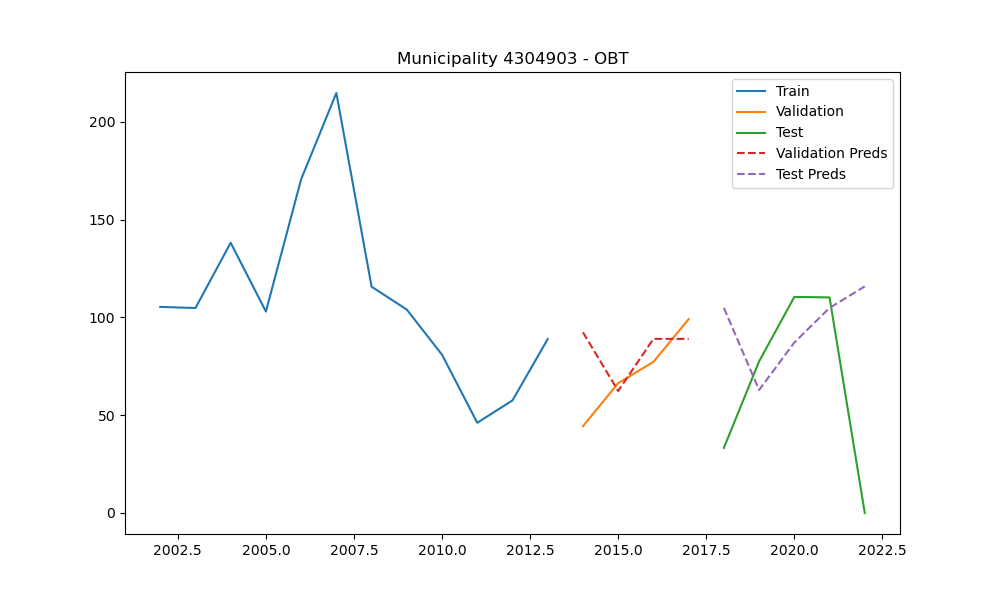 Municipality 4304903 - OBT
Train
Validation
Test
Validation Preds
Test Preds
200
150
100
50
0
2002.5 2005.0 2007.5 2010.0 2012.5 2015.0 2017.5 2020.0 2022.5